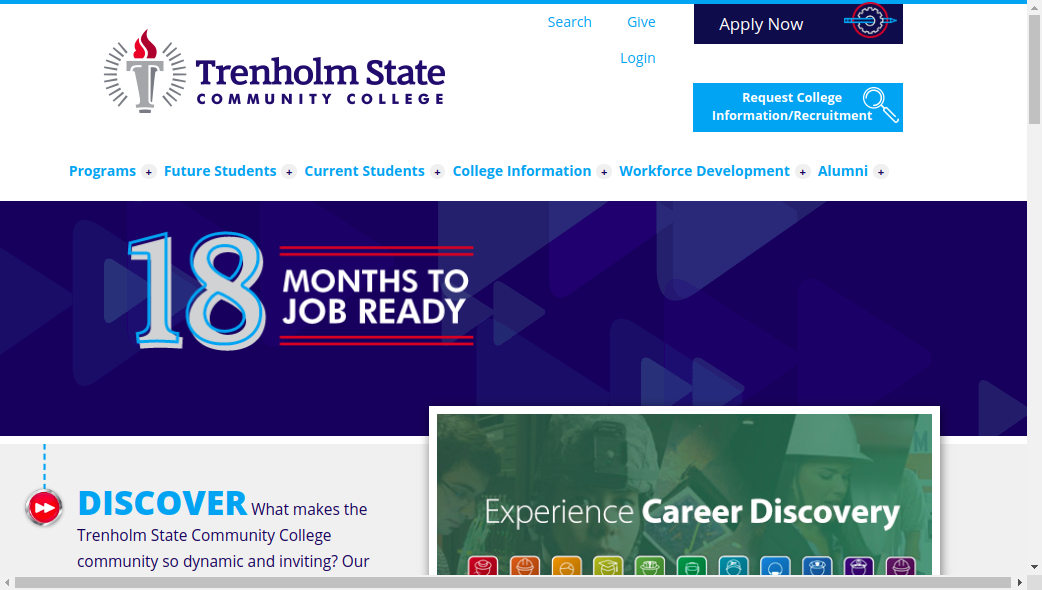 Search
Give
Apply Now
Login
Trenholm State
COMMUNITY COLLEGE
Request College
Information/Recruitment
Programs + Future Students + Current Students + College Information + Workforce Development + Alumni +
18
MONTHS TO
JOB READY
DISCOVER What makes the
Trenholm State Community College
community so dynamic and inviting? Our
Experience Career Discovery